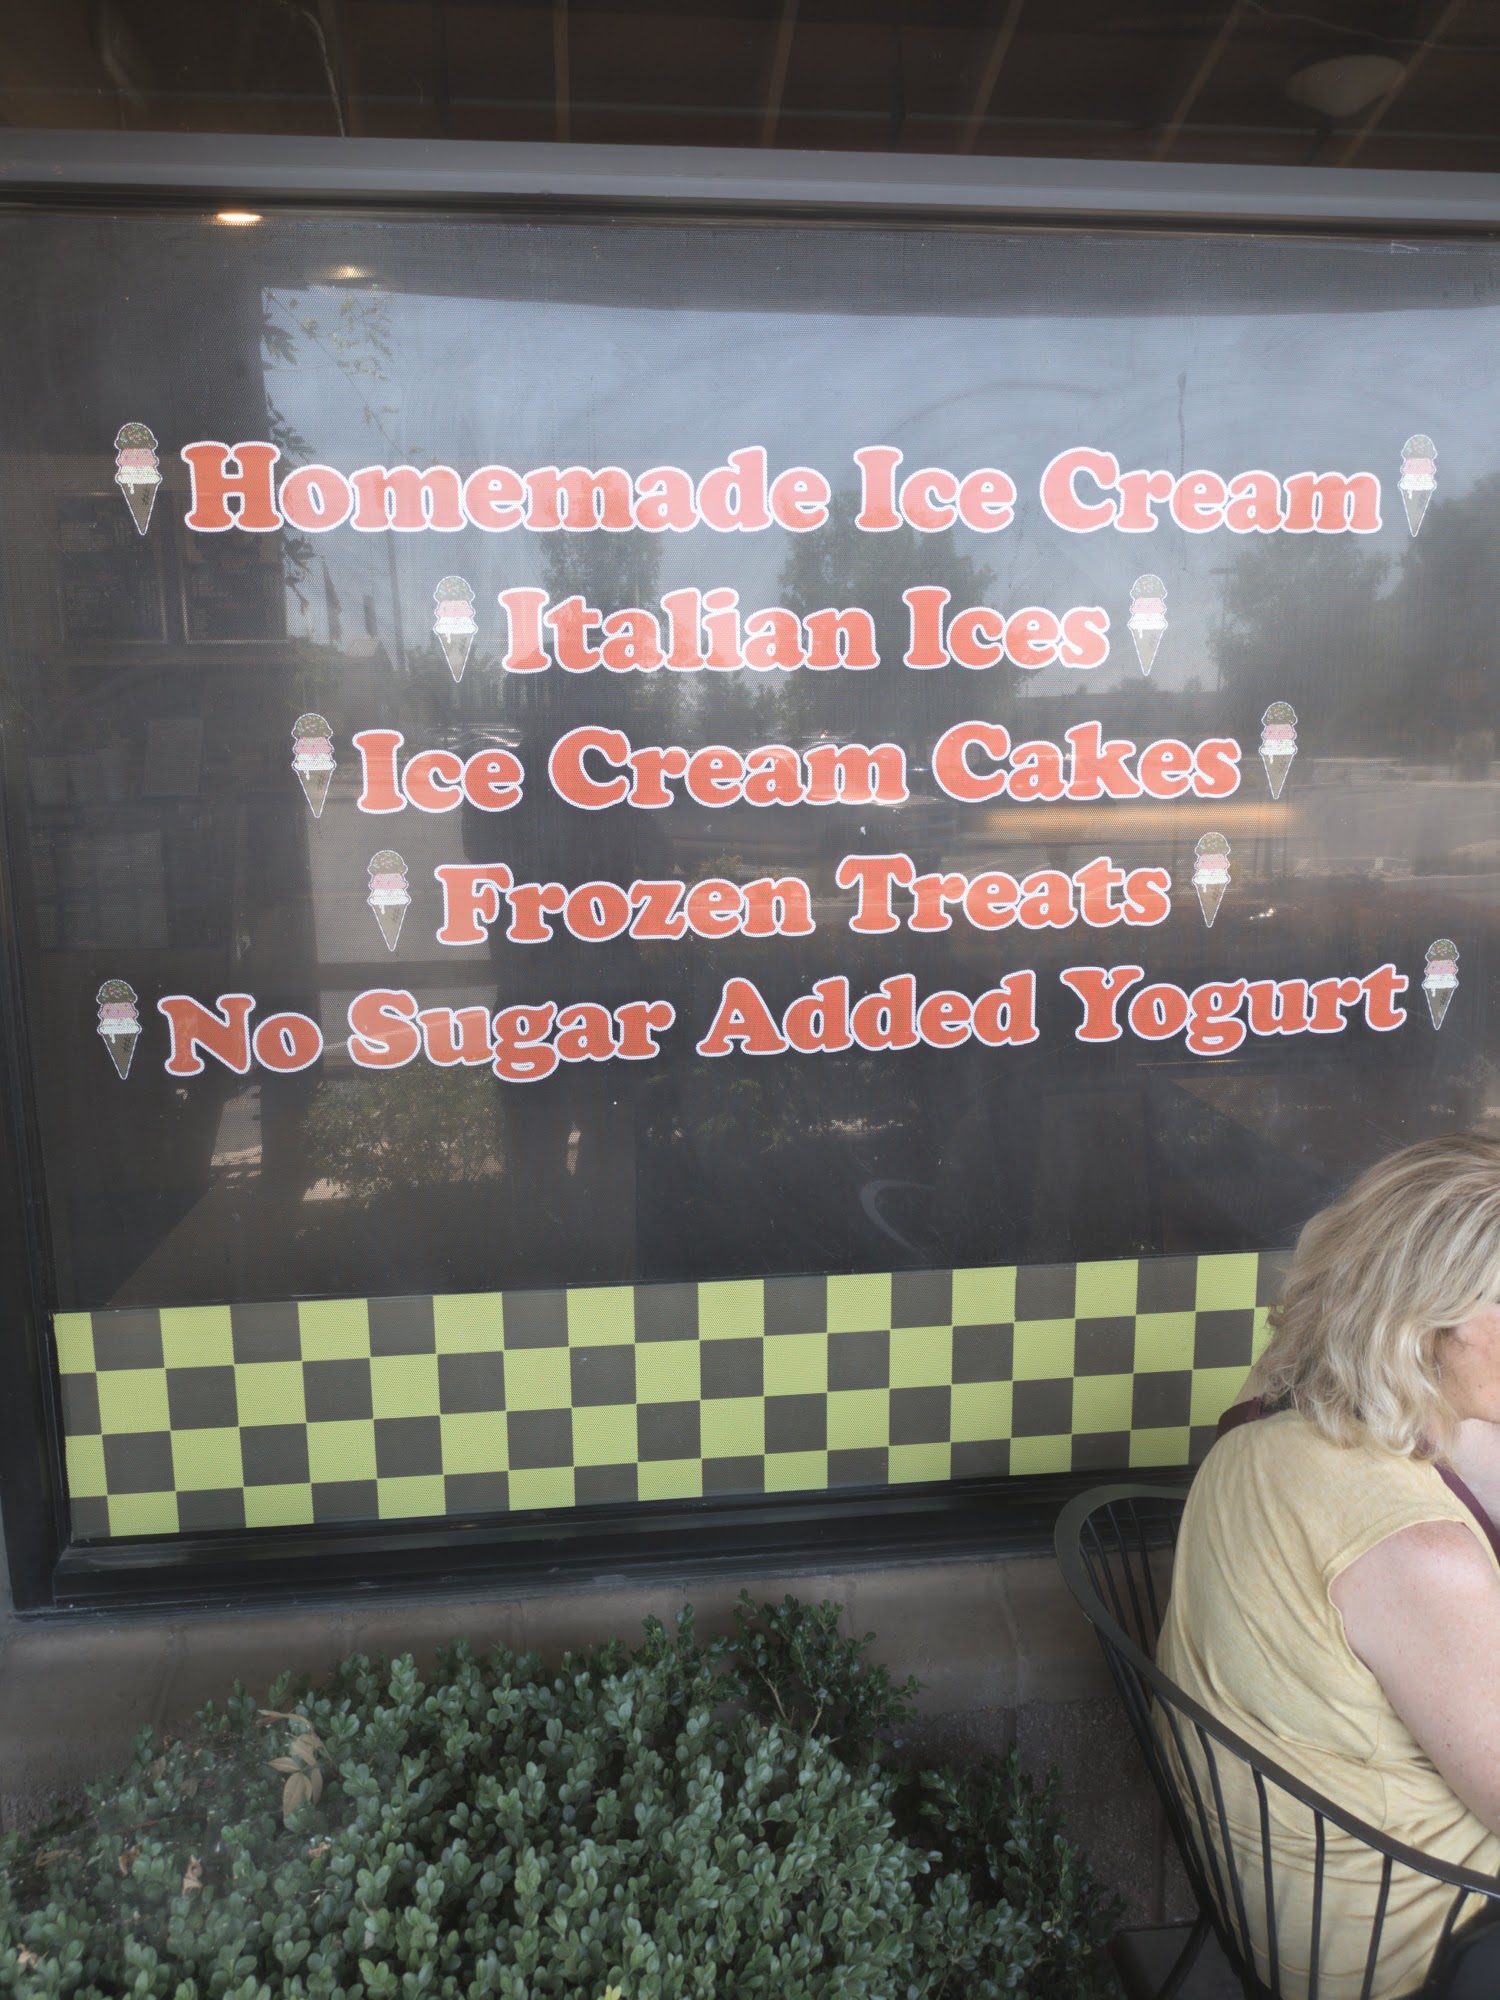 Homemade Ice Cream
Italian Ices
Ice Cream Cakes
Frozen Treats
No Sugar Added Yogurt